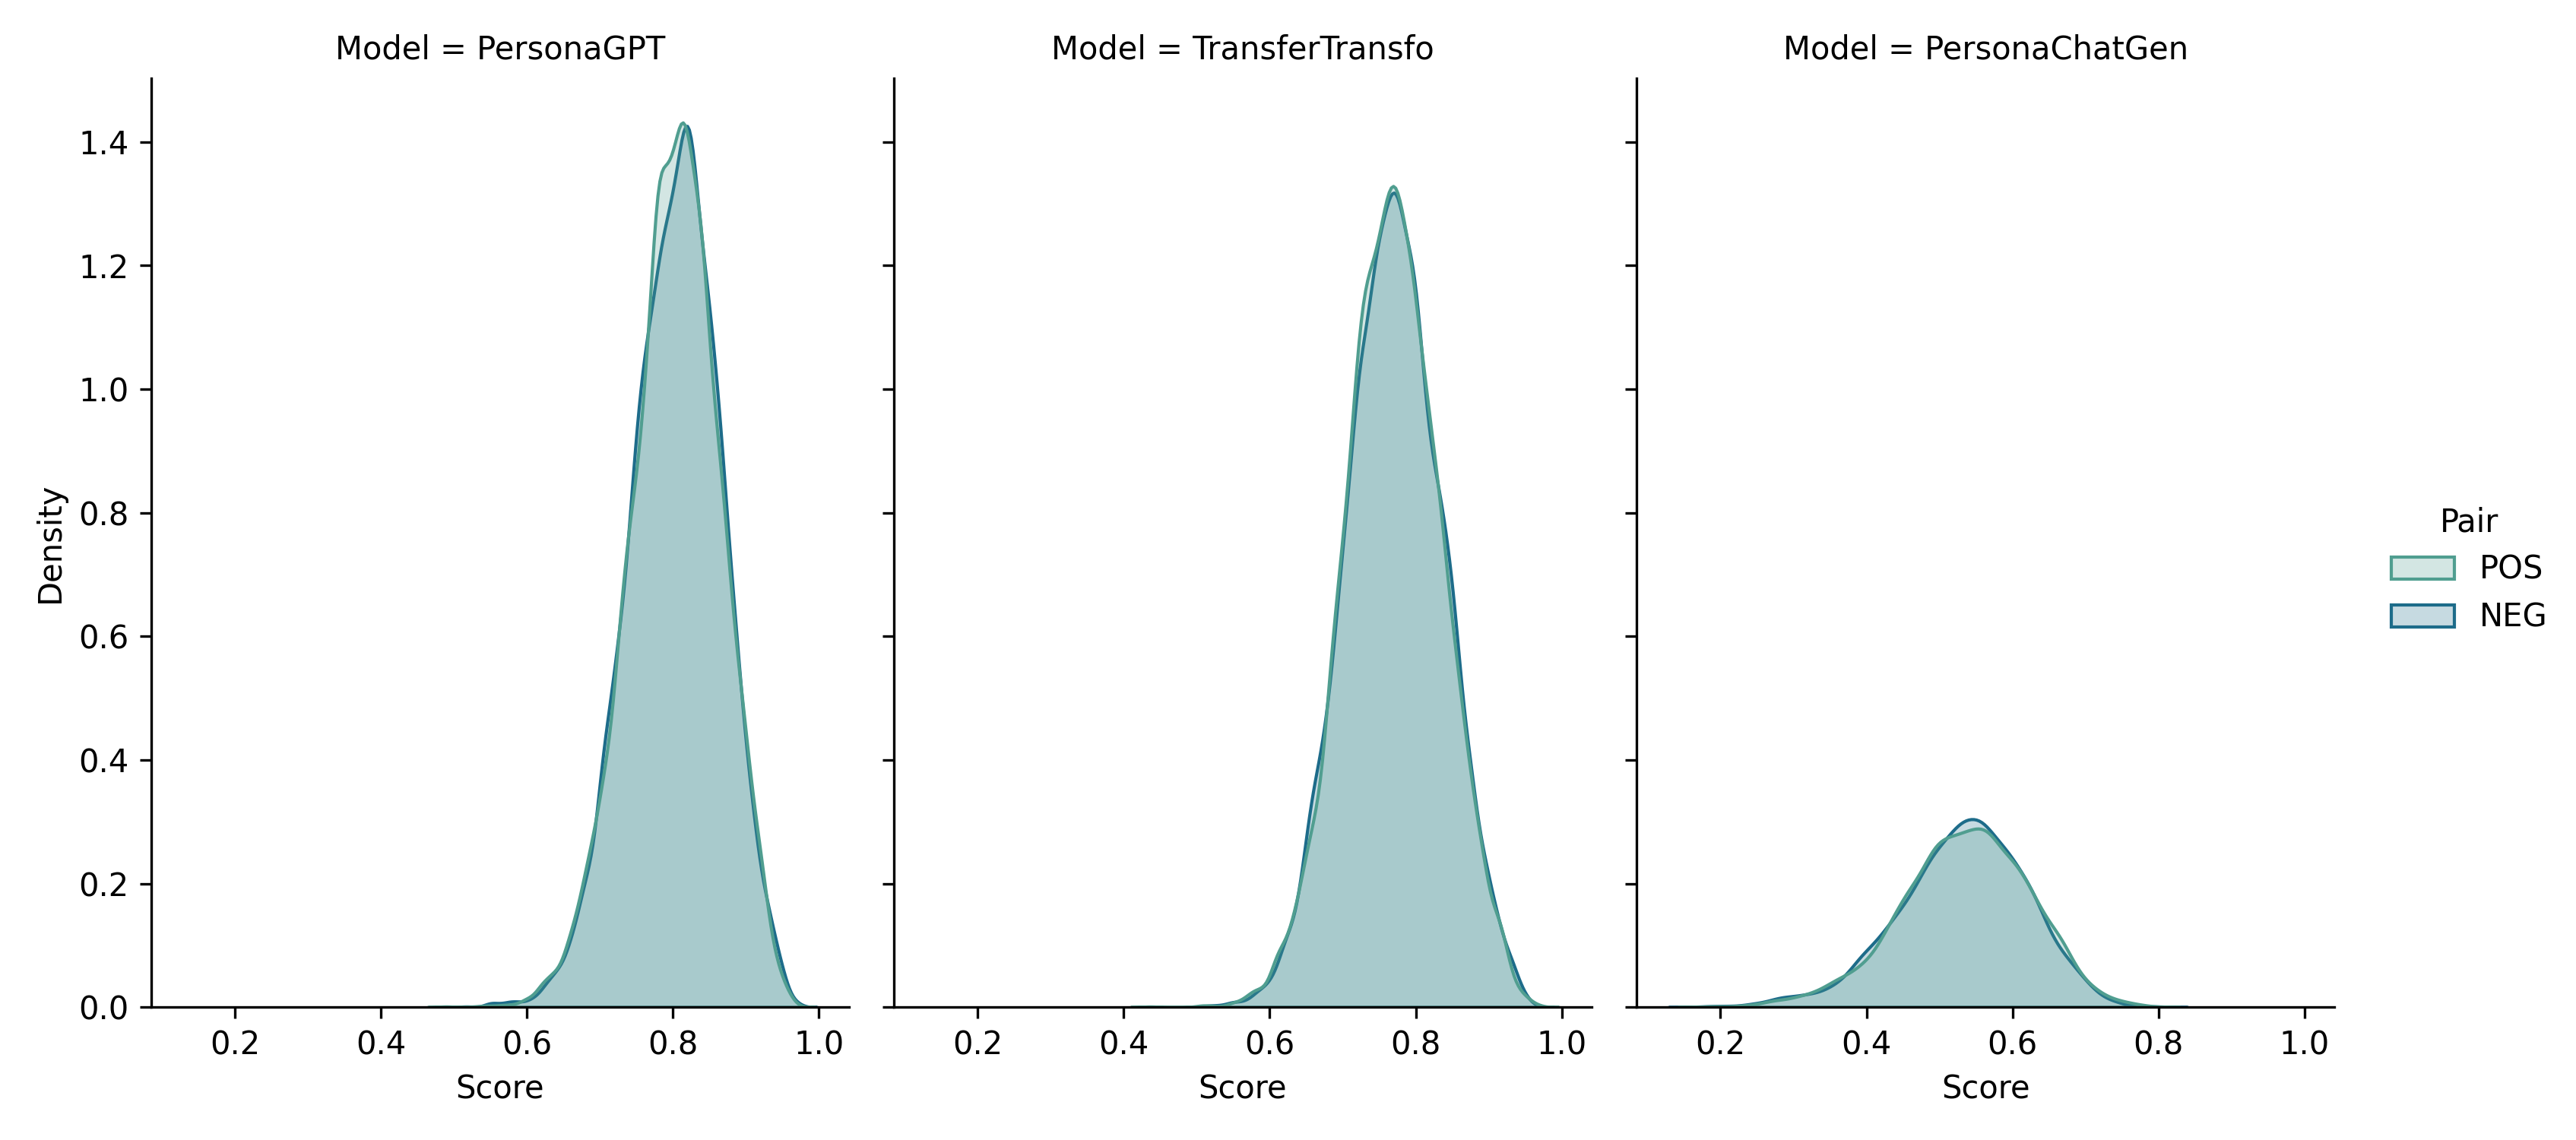 Model = PersonaGPT
Model = TransferTransfo
Model = PersonaChatGen
1.4
1.2
1.0
0.8
0.6
0.4
0.2
0.0
Density
0.2 0.4 0.6 0.8 1.0
0.2 0.4 0.6 0.8 1.0
0.2 0.4 0.6 0.8 1.0
Score
Score
Score
Pair
POS
NEG